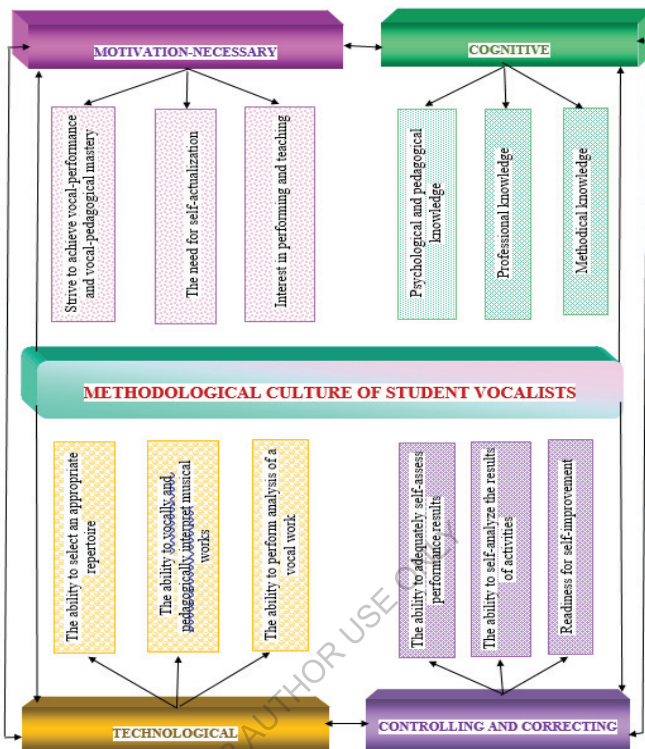 MOTIVATION-NECESSARY
COGNITIVE
Strive to achieve vocal-performance
and vocal-pedagogical mastery
The need for self-actualization
Interest in performing and teaching
Psychological and pedagogical
knowledge
Professional knowledge
Methodical knowledge
METHODOLOGICAL CULTURE OF STUDENT VOCALISTS
The ability to select an appropriate
repertoire
The ability to vocally and
pedagogically interpret musical
works
The ability to perform analysis of a
vocal work
The ability to adequately self-assess
performance results
The ability to self-analyze the results
of activities
Readiness for self-improvement
TECHNOLOGICAL
CONTROLLING AND CORRECTING
AUTHOR USE ONLY